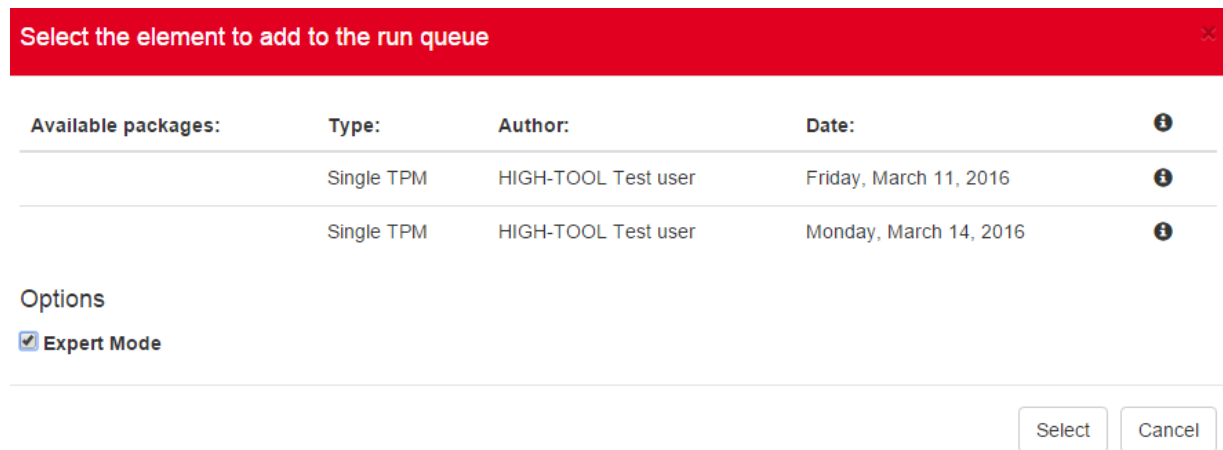 Select the element to add to the run queue
Available packages: Type: Author: Date:
Single TPM HIGH-TOOL Test user Friday, March 11, 2016
Single TPM HIGH-TOOL Test user Monday, March 14, 2016
Options
Expert Mode
Select Cancel